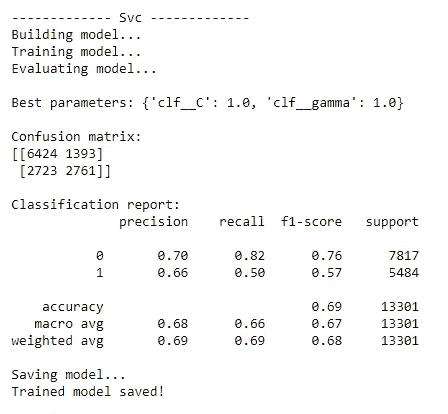 ------------- Svc -------------
Building model...
Training model...
Evaluating model...
Best parameters: {'clf__C': 1.0, 'clf__gamma': 1.0}
Confusion matrix:
[[6424 1393]
 [2723 2761]]
Classification report:
              precision    recall  f1-score   support
           0       0.70      0.82      0.76      7817
           1       0.66      0.50      0.57      5484
    accuracy                           0.69     13301
   macro avg       0.68      0.66      0.67     13301
weighted avg       0.69      0.69      0.68     13301
Saving model...
Trained model saved!